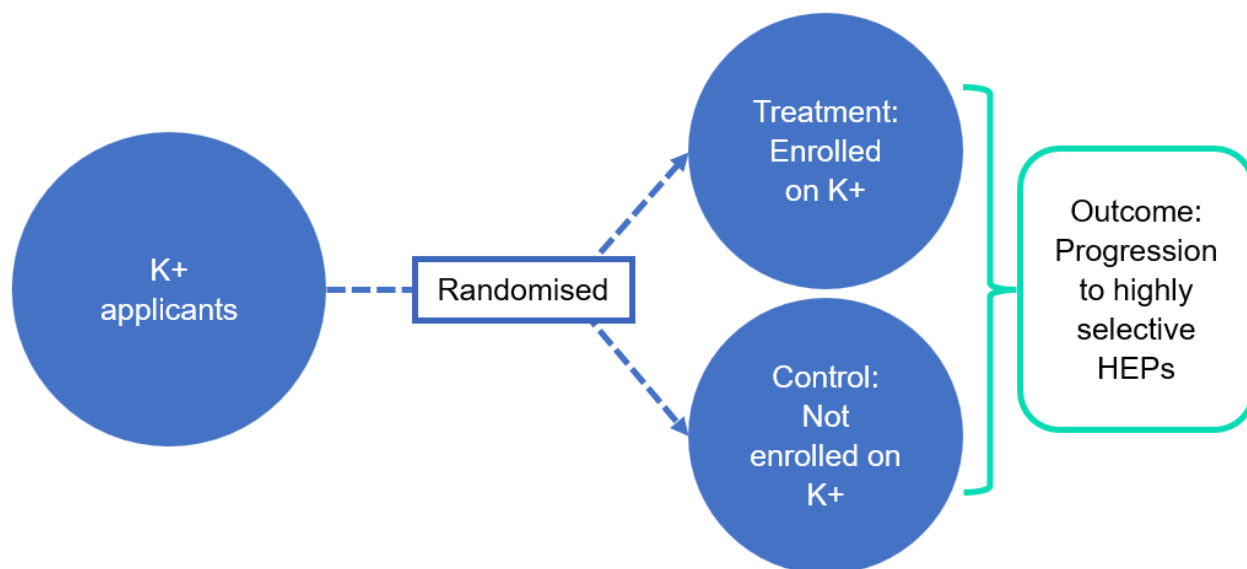 K+
applicants
Randomised
Treatment:
Enrolled
on K+
Control:
Not
enrolled on
K+
Outcome:
Progression
to highly
selective
HEPs